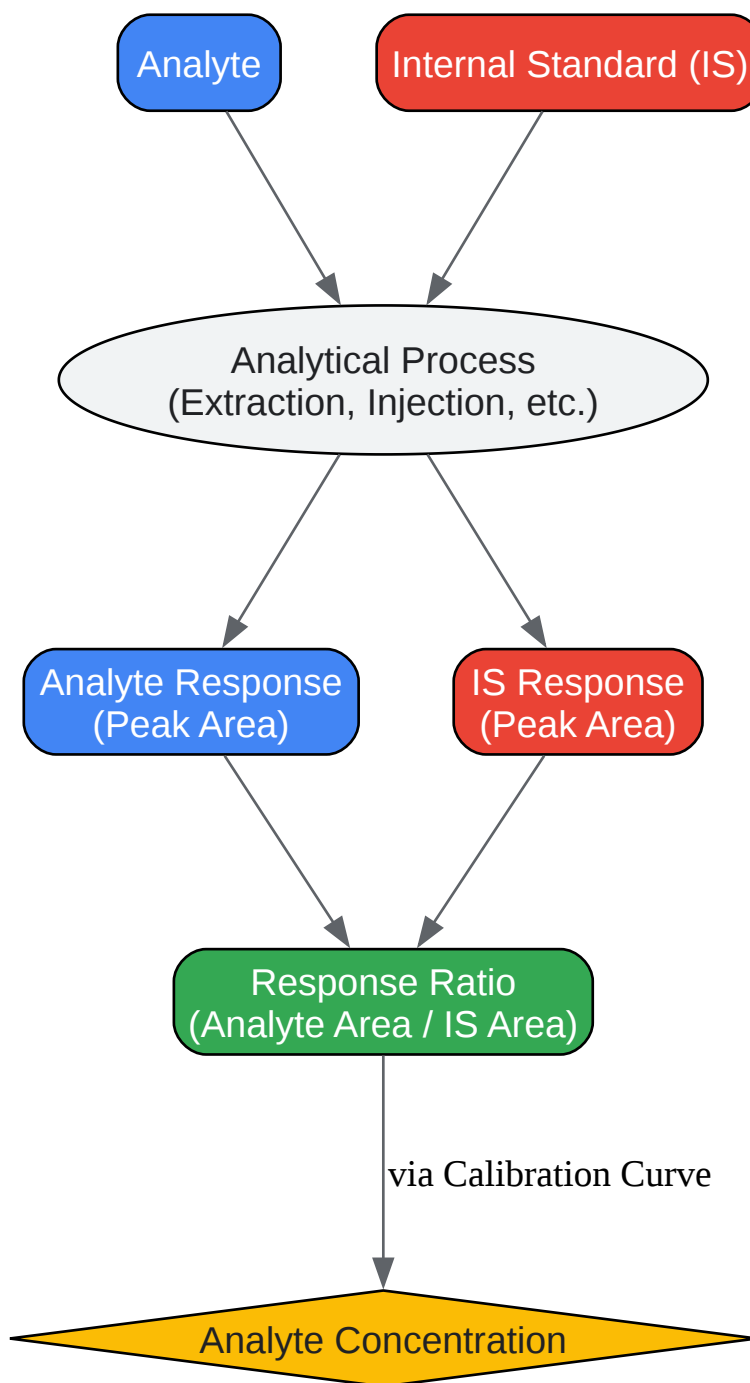 Analyte
Internal Standard (IS)
Analytical Process
(Extraction, Injection, etc.)
Analyte Response
(Peak Area)
IS Response
(Peak Area)
Response Ratio
(Analyte Area / IS Area)
via Calibration Curve
Analyte Concentration